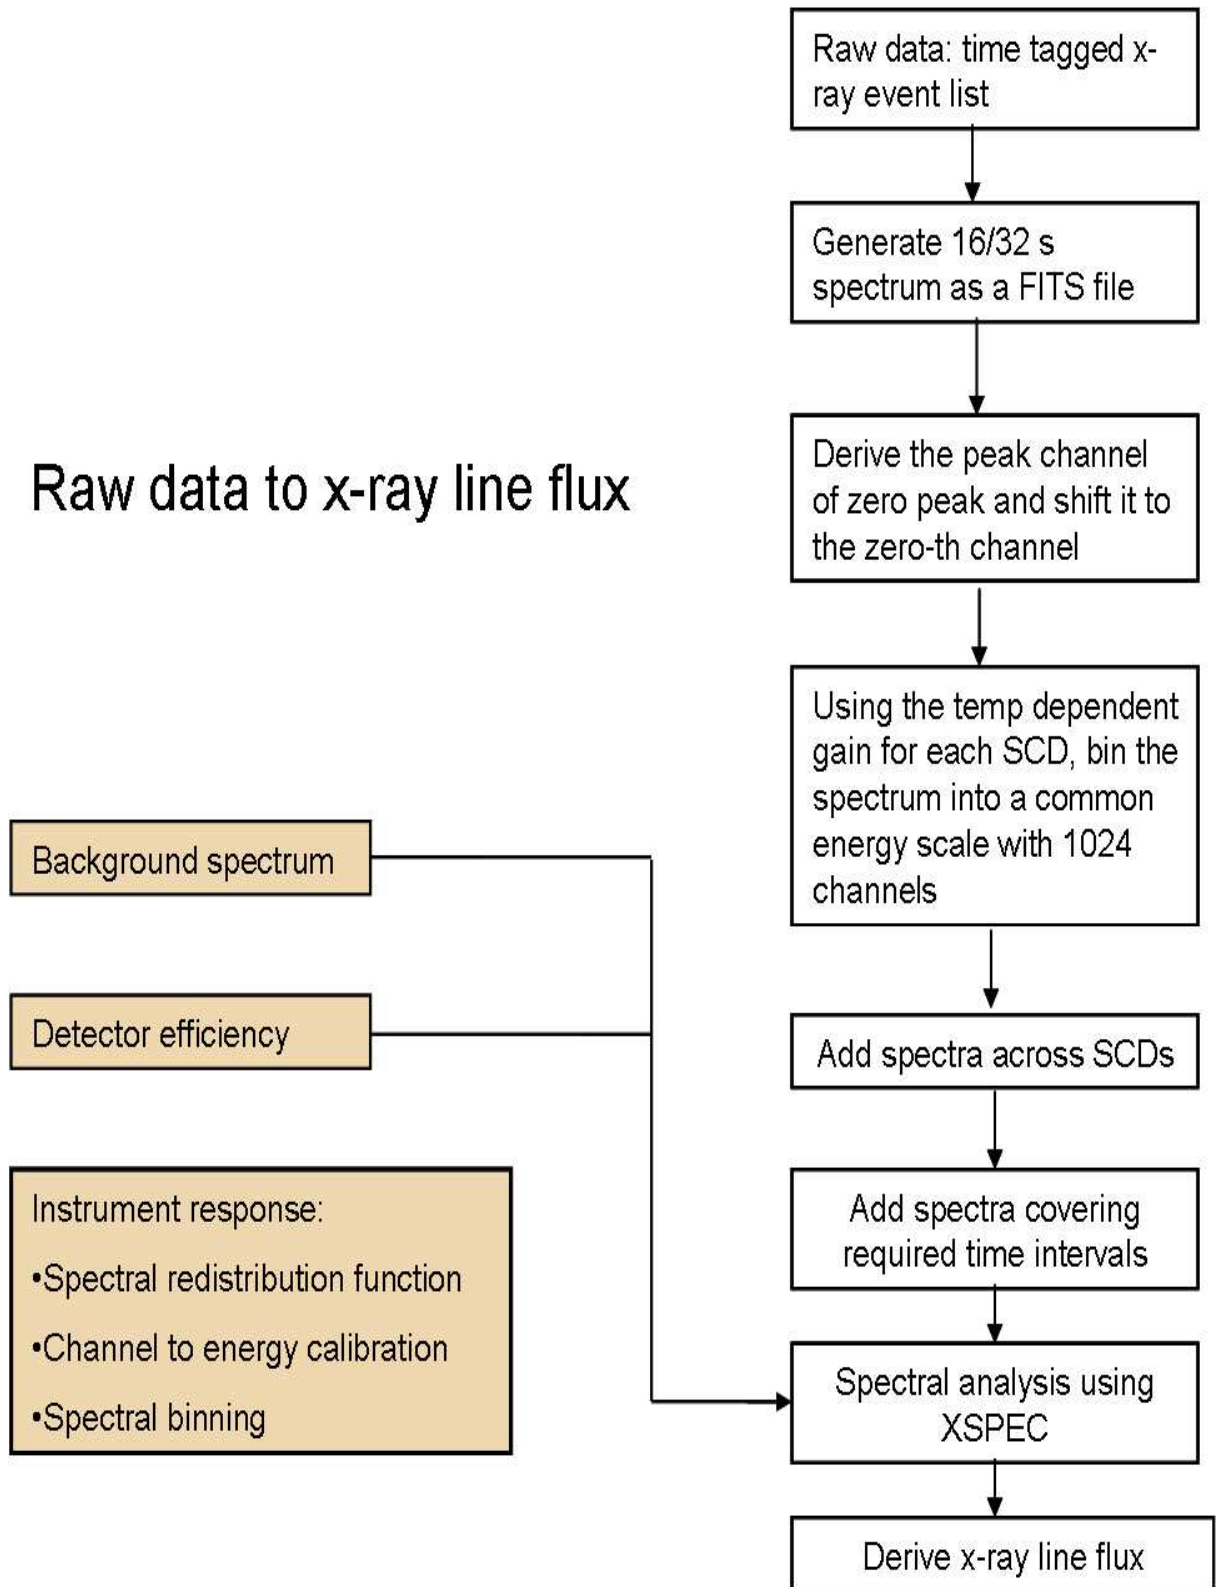 Raw data: time tagged x-
ray event list
Generate 16/32 s
spectrum as a FITS file
Derive the peak channel
of zero peak and shift it to
the zero-th channel
Raw data to x-ray line flux
Using the temp dependent
gain for each SCD, bin the
spectrum into a common
energy scale with 1024
channels
Background spectrum
Detector efficiency
Add spectra across SCDs
Instrument response:
•Spectral redistribution function
•Channel to energy calibration
•Spectral binning
Add spectra covering
required time intervals
Spectral analysis using
XSPEC
Derive x-ray line flux